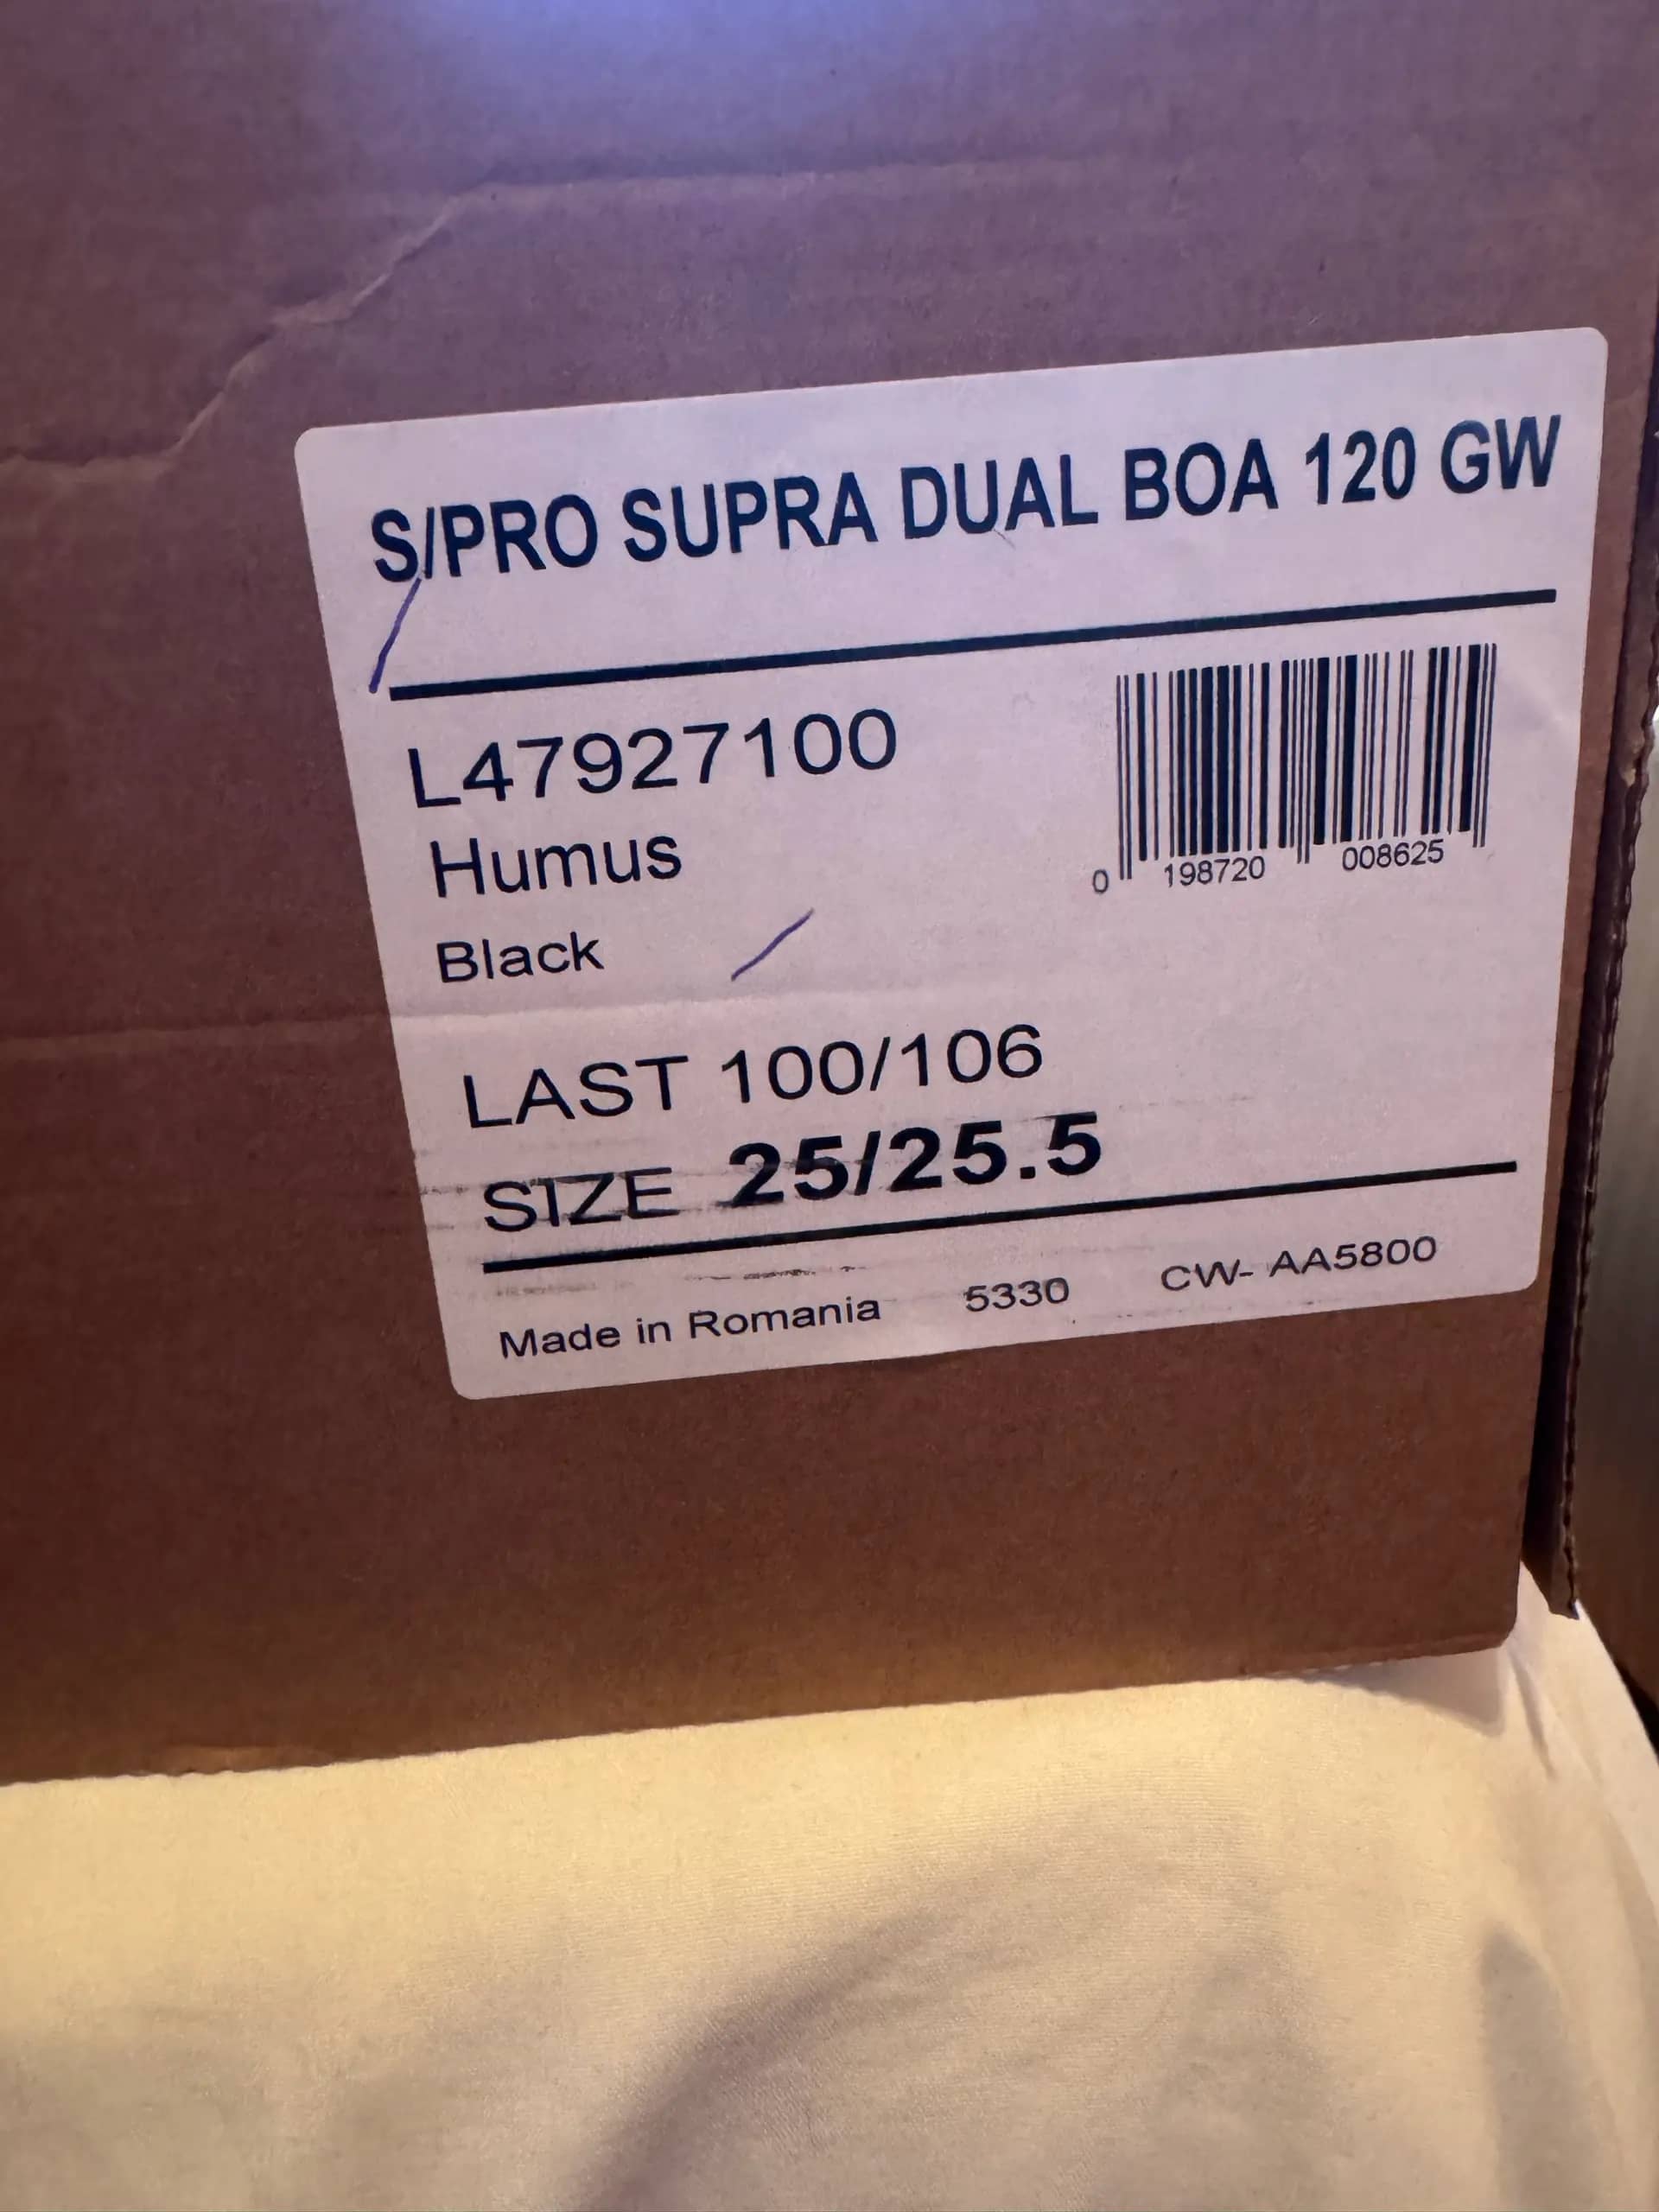 S/PRO SUPRA DUAL BOA 120 GW
L47927100
Humus
Black
0 198720 008625
LAST 100/106
SIZE 25/25.5
Made in Romania 5330 CW- AA5800